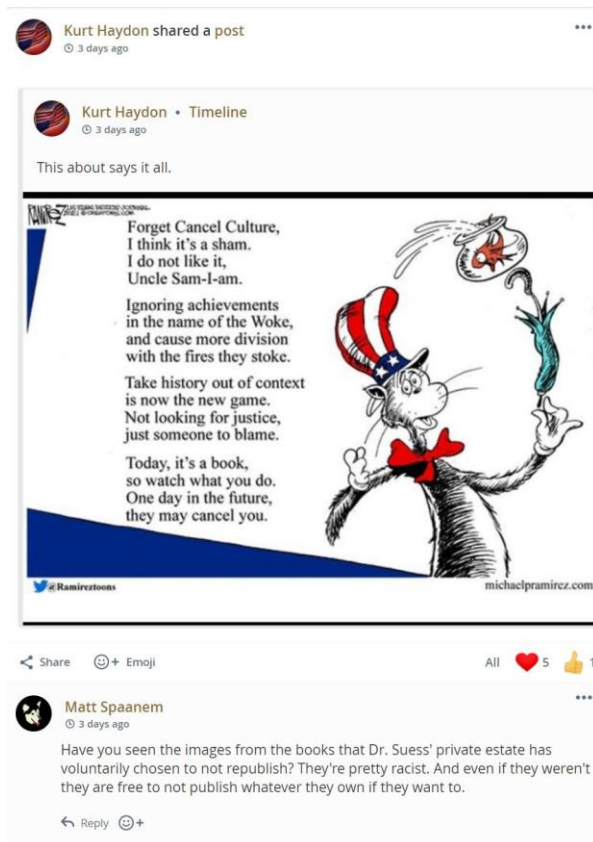 Kurt Haydon shared a post
3 days ago
Kurt Haydon • Timeline
3 days ago
This about says it all.
RAMIREZ
Forget Cancel Culture,
I think it's a sham.
I do not like it,
Uncle Sam-I-am.
Ignoring achievements
in the name of the Woke,
and cause more division
with the fires they stoke.
Take history out of context
is now the new game.
Not looking for justice,
just someone to blame.
Today, it's a book,
so watch what you do.
One day in the future,
they may cancel you.
@Ramireztoons
michaelpramirez.com
Share Emoji All 5 1
Matt Spaanem
3 days ago
Have you seen the images from the books that Dr. Suess' private estate has
voluntarily chosen to not republish? They're pretty racist. And even if they weren't
they are free to not publish whatever they own if they want to.
Reply